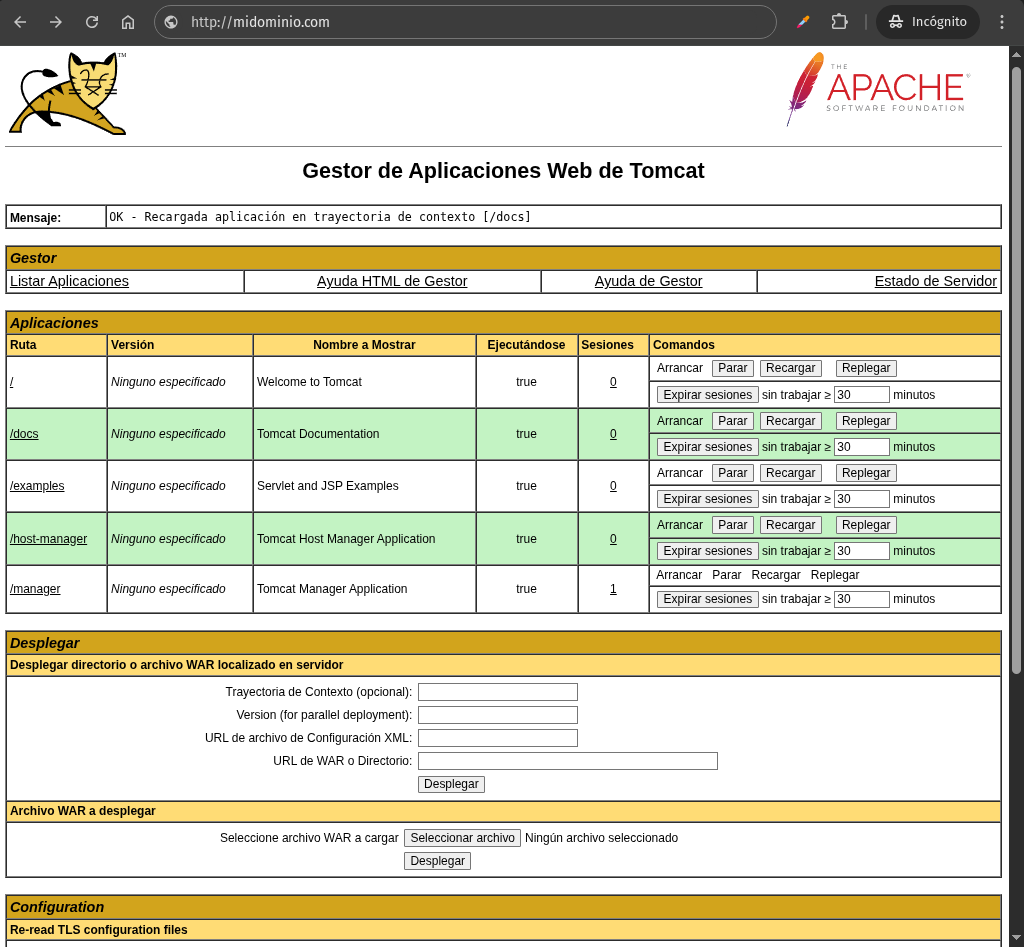 http://midominio.com
Incógnito
TM
THE
APACHE®
SOFTWARE FOUNDATION
Gestor de Aplicaciones Web de Tomcat
Mensaje: OK - Recargada aplicación en trayectoria de contexto [/docs]
Gestor
Listar Aplicaciones Ayuda HTML de Gestor Ayuda de Gestor Estado de Servidor
Aplicaciones
Ruta Versión Nombre a Mostrar Ejecutándose Sesiones Comandos
Arrancar Parar Recargar Replegar
/ Ninguno especificado Welcome to Tomcat true 0
Expirar sesiones sin trabajar ≥ 30 minutos
Arrancar Parar Recargar Replegar
/docs Ninguno especificado Tomcat Documentation true 0
Expirar sesiones sin trabajar ≥ 30 minutos
Arrancar Parar Recargar Replegar
/examples Ninguno especificado Servlet and JSP Examples true 0
Expirar sesiones sin trabajar ≥ 30 minutos
Arrancar Parar Recargar Replegar
/host-manager Ninguno especificado Tomcat Host Manager Application true 0
Expirar sesiones sin trabajar ≥ 30 minutos
Arrancar Parar Recargar Replegar
/manager Ninguno especificado Tomcat Manager Application true 1
Expirar sesiones sin trabajar ≥ 30 minutos
Desplegar
Desplegar directorio o archivo WAR localizado en servidor
Trayectoria de Contexto (opcional):
Version (for parallel deployment):
URL de archivo de Configuración XML:
URL de WAR o Directorio:
Desplegar
Archivo WAR a desplegar
Seleccione archivo WAR a cargar Seleccionar archivo Ningún archivo seleccionado
Desplegar
Configuration
Re-read TLS configuration files